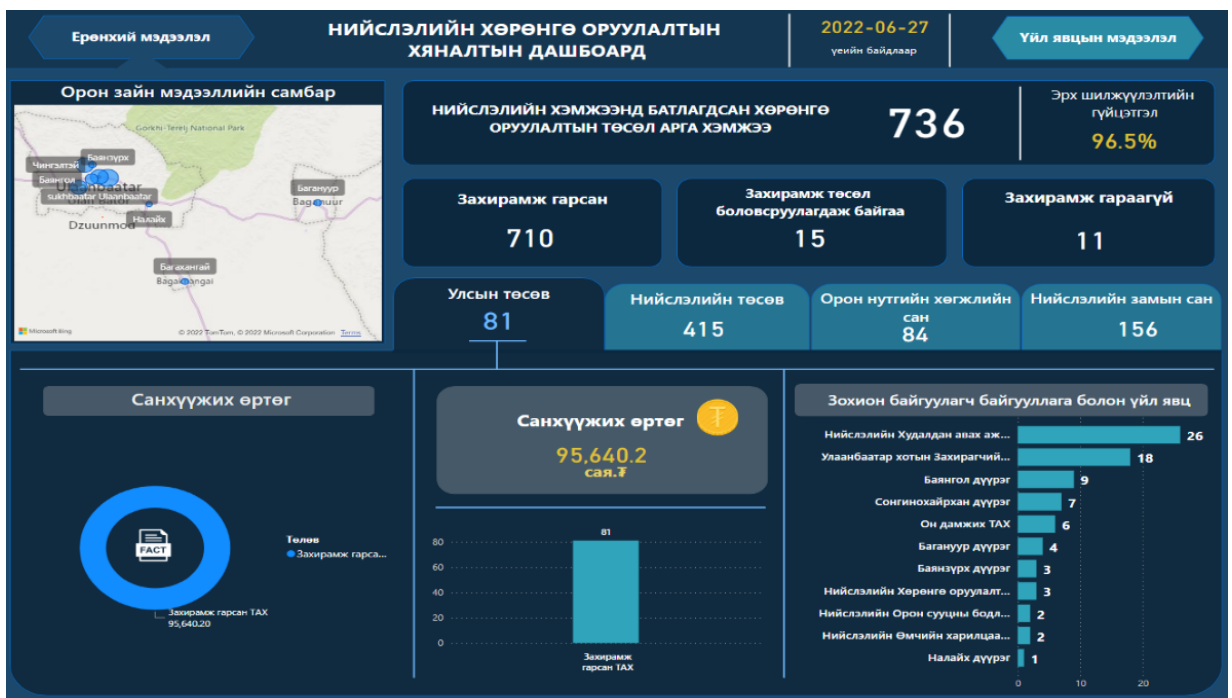 Ерөнхий мэдээлэл
НИЙСЛЭЛИЙН ХӨРӨНГӨ ОРУУЛАЛТЫН
ХЯНАЛТЫН ДАШБОАРД
2022-06-27
үеийн байдлаар
Үйл явцын мэдээлэл
Орон зайн мэдээллийн самбар
Gorkhi-Terelj National Park
Чингэлтэй
Баянзүрх
Баянгол
Ulaanbaatar
sukhbaatar Ulaanbaatar
Налайх
Dzuunmod
Багануур
Baganuur
Багахангай
Microsoft Bing
© 2022 TomTom, © 2022 Microsoft Corporation
Terms
НИЙСЛЭЛИЙН ХЭМЖЭЭНД БАТЛАГДСАН ХӨРӨНГӨ
ОРУУЛАЛТЫН ТӨСӨЛ АРГА ХЭМЖЭЭ
736
Эрх шилжүүлэлтийн
гүйцэтгэл
96.5%
Захирамж гарсан
710
Захирамж төсөл
боловсруулагдаж байгаа
15
Захирамж гараагүй
11
Улсын төсөв
81
Нийслэлийн төсөв
415
Орон нутгийн хөгжлийн
сан
84
Нийслэлийн замын сан
156
Санхүүжих өртөг
FACT
Төлөв
Захирамж гарса...
Захирамж гарсан ТАХ
95,640.20
Санхүүжих өртөг
₮
95,640.2
сая.₮
81
80
60
40
20
0
Захирамж
гарсан ТАХ
Зохион байгуулагч байгууллага болон үйл явц
Нийслэлийн Худалдан авах аж... 26
Улаанбаатар хотын Захирагчий... 18
Баянгол дүүрэг 9
Сонгинохайрхан дүүрэг 7
Он дамжих ТАХ 6
Багануур дүүрэг 4
Баянзүрх дүүрэг 3
Нийслэлийн Хөрөнгө оруулалт... 3
Нийслэлийн Орон сууцны бодл... 2
Нийслэлийн Өмчийн харилцаа... 2
Налайх дүүрэг 1
0 10 20